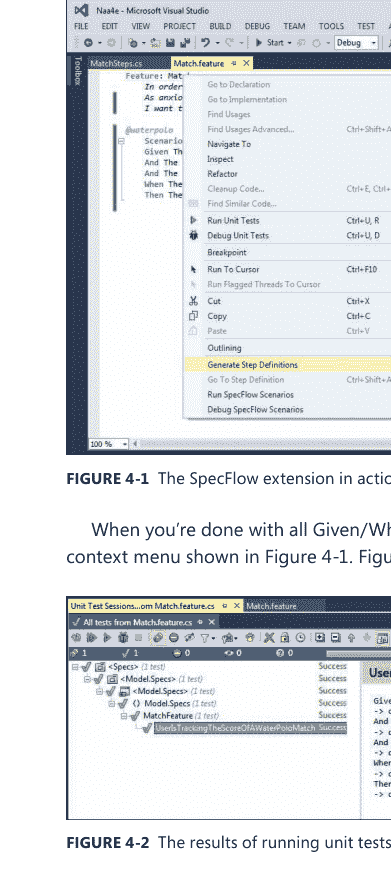 Naa4e - Microsoft Visual Studio
FILE EDIT VIEW PROJECT BUILD DEBUG TEAM TOOLS TEST
Start Debug
Toolbox
MatchSteps.cs Match.feature
Feature: Mat
In order
As anxio
I want t
@waterpolo
Scenario
Given Th
And The
And The
When The
Then The
Go to Declaration
Go to Implementation
Find Usages
Find Usages Advanced... Ctrl+Shift+A
Navigate To
Inspect
Refactor
Cleanup Code... Ctrl+E, Ctrl+
Find Similar Code...
Run Unit Tests Ctrl+U, R
Debug Unit Tests Ctrl+U, D
Breakpoint
Run To Cursor Ctrl+F10
Run Flagged Threads To Cursor
Cut Ctrl+X
Copy Ctrl+C
Paste Ctrl+V
Outlining
Generate Step Definitions
Go To Step Definition Ctrl+Shift+A
Run SpecFlow Scenarios
Debug SpecFlow Scenarios
100 %
FIGURE 4-1 The SpecFlow extension in actio
When you’re done with all Given/Wh
context menu shown in Figure 4-1. Figu
Unit Test Sessions...om Match.feature.cs Match.feature
All tests from Match.feature.cs
1 1 0 0 0
<Specs> (1 test) Success
<Model.Specs> (1 test) Success
<Model.Specs> (1 test) Success
{} Model.Specs (1 test) Success
MatchFeature (1 test) Success
UserIsTrackingTheScoreOfAWaterPoloMatch Success
User
Give
-> d
And
-> d
And
-> d
When
-> d
Ther
-> d
FIGURE 4-2 The results of running unit tests